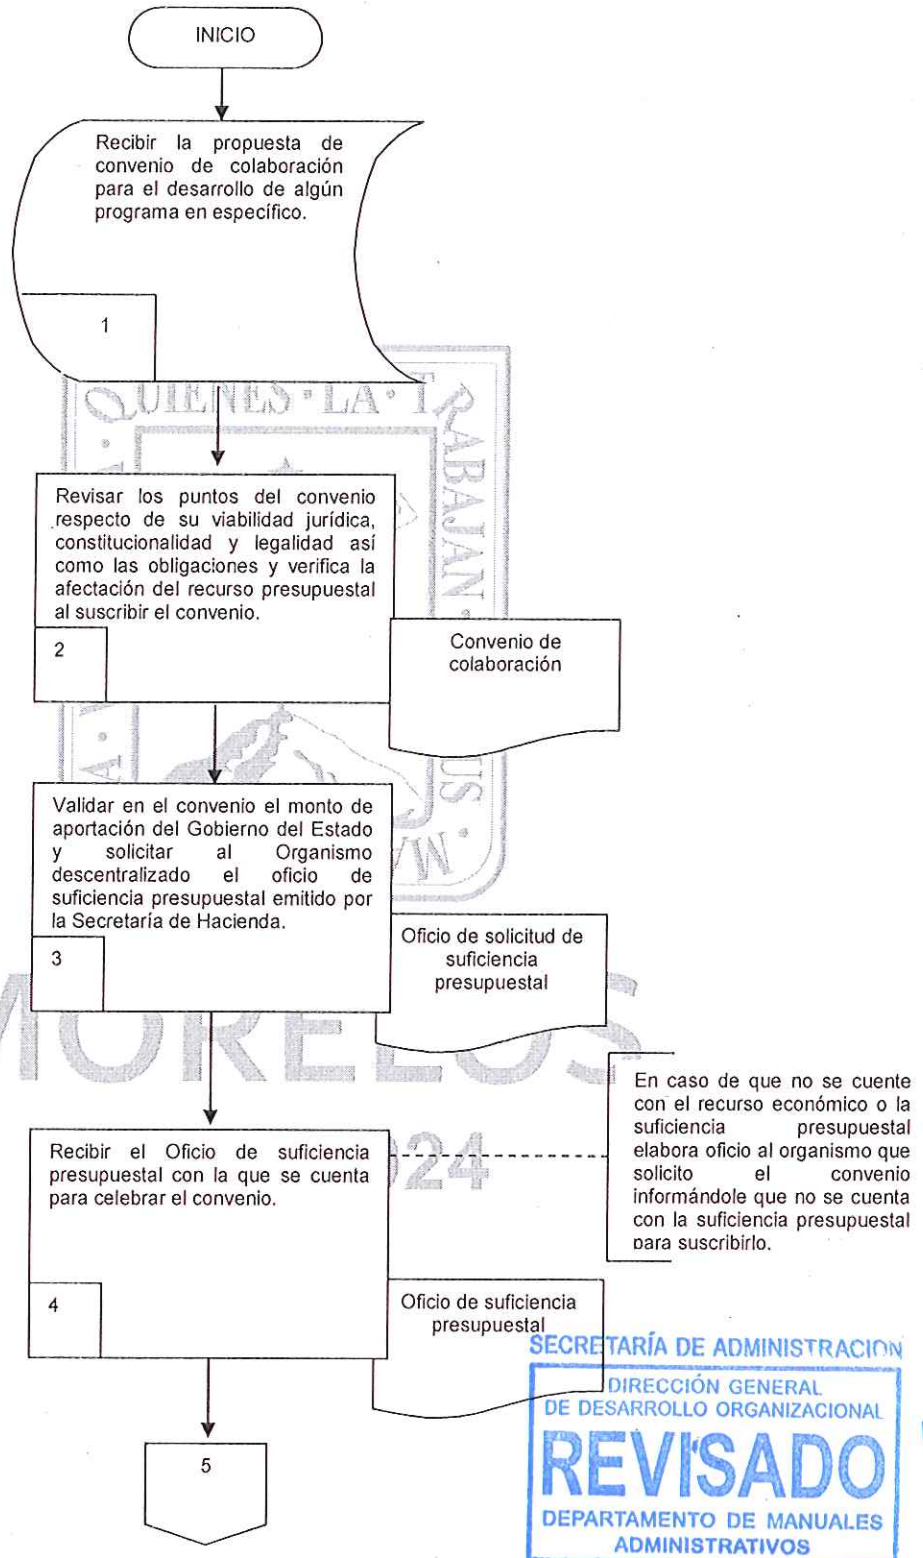 INICIO
Recibir la propuesta de
convenio de colaboración
para el desarrollo de algún
programa en específico.
1
QUIENES · LA · TRABAJAN ·
Revisar los puntos del convenio
respecto de su viabilidad jurídica,
constitucionalidad y legalidad así
como las obligaciones y verifica la
afectación del recurso presupuestal
al suscribir el convenio.
2
Convenio de
colaboración
Validar en el convenio el monto de
aportación del Gobierno del Estado
y solicitar al Organismo
descentralizado el oficio de
suficiencia presupuestal emitido por
la Secretaría de Hacienda.
3
Oficio de solicitud de
suficiencia
presupuestal
MORELOS
En caso de que no se cuente
con el recurso económico o la
suficiencia presupuestal
elabora oficio al organismo que
solicito el convenio
informándole que no se cuenta
con la suficiencia presupuestal
para suscribirlo.
Recibir el Oficio de suficiencia
presupuestal con la que se cuenta
para celebrar el convenio.
024
4
Oficio de suficiencia
presupuestal
5
SECRETARÍA DE ADMINISTRACION
DIRECCIÓN GENERAL
DE DESARROLLO ORGANIZACIONAL
REVISADO
DEPARTAMENTO DE MANUALES
ADMINISTRATIVOS